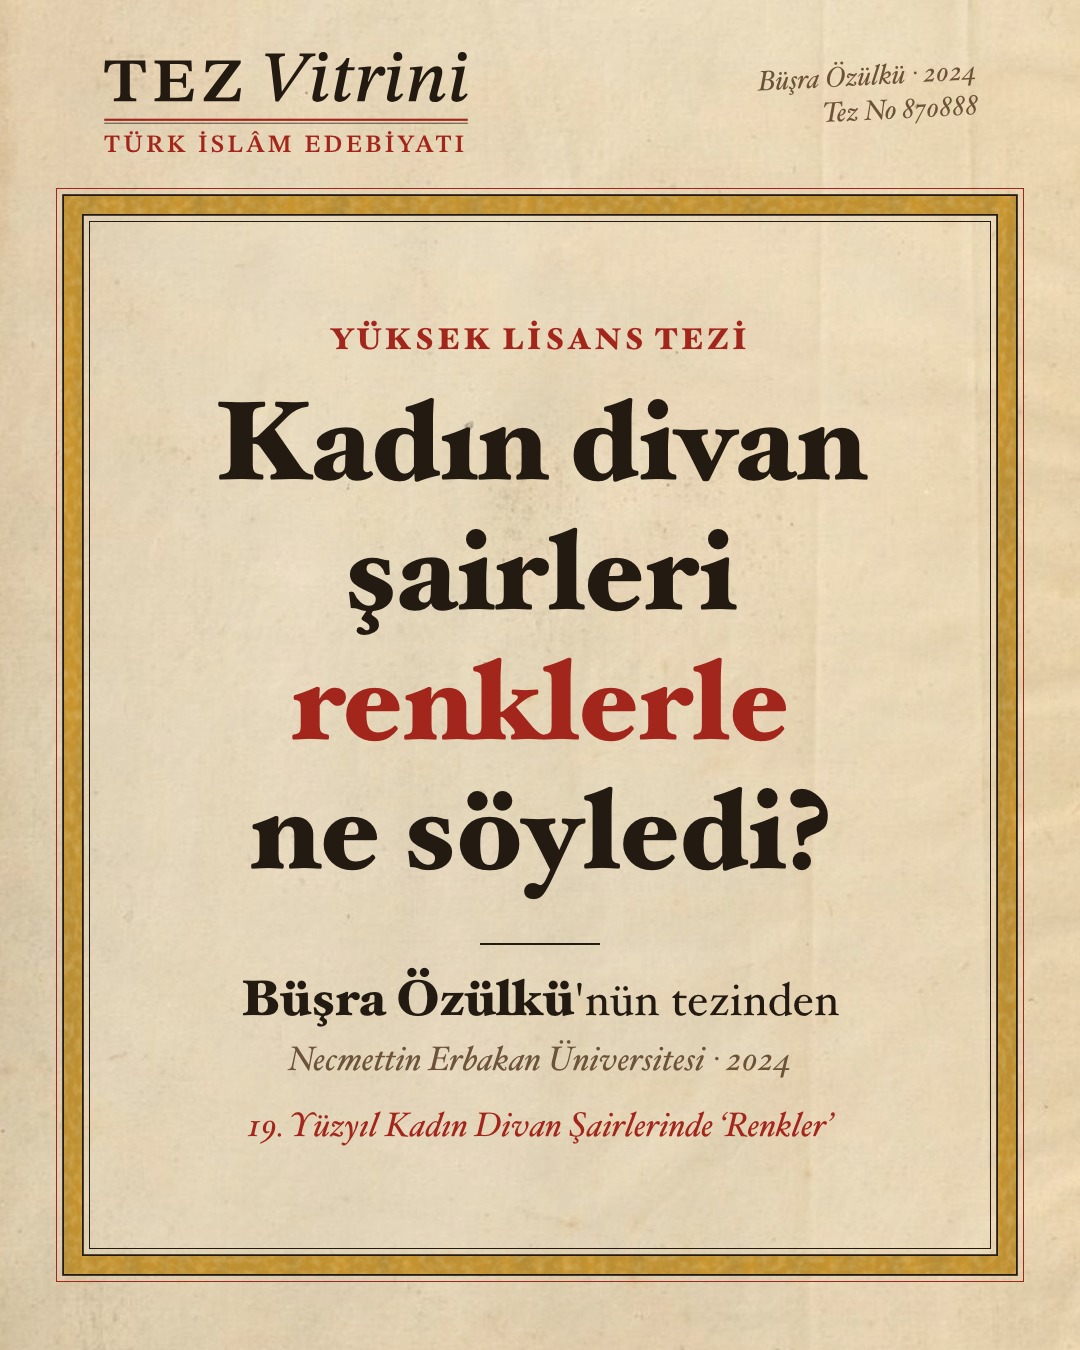 TEZ Vitrini
TÜRK İSLÂM EDEBİYATI
Büşra Özülkü · 2024
Tez No 870888
YÜKSEK LİSANS TEZİ
Kadın divan
şairleri
renklerle
ne söyledi?
Büşra Özülkü'nün tezinden
Necmettin Erbakan Üniversitesi · 2024
19. Yüzyıl Kadın Divan Şairlerinde ‘Renkler’